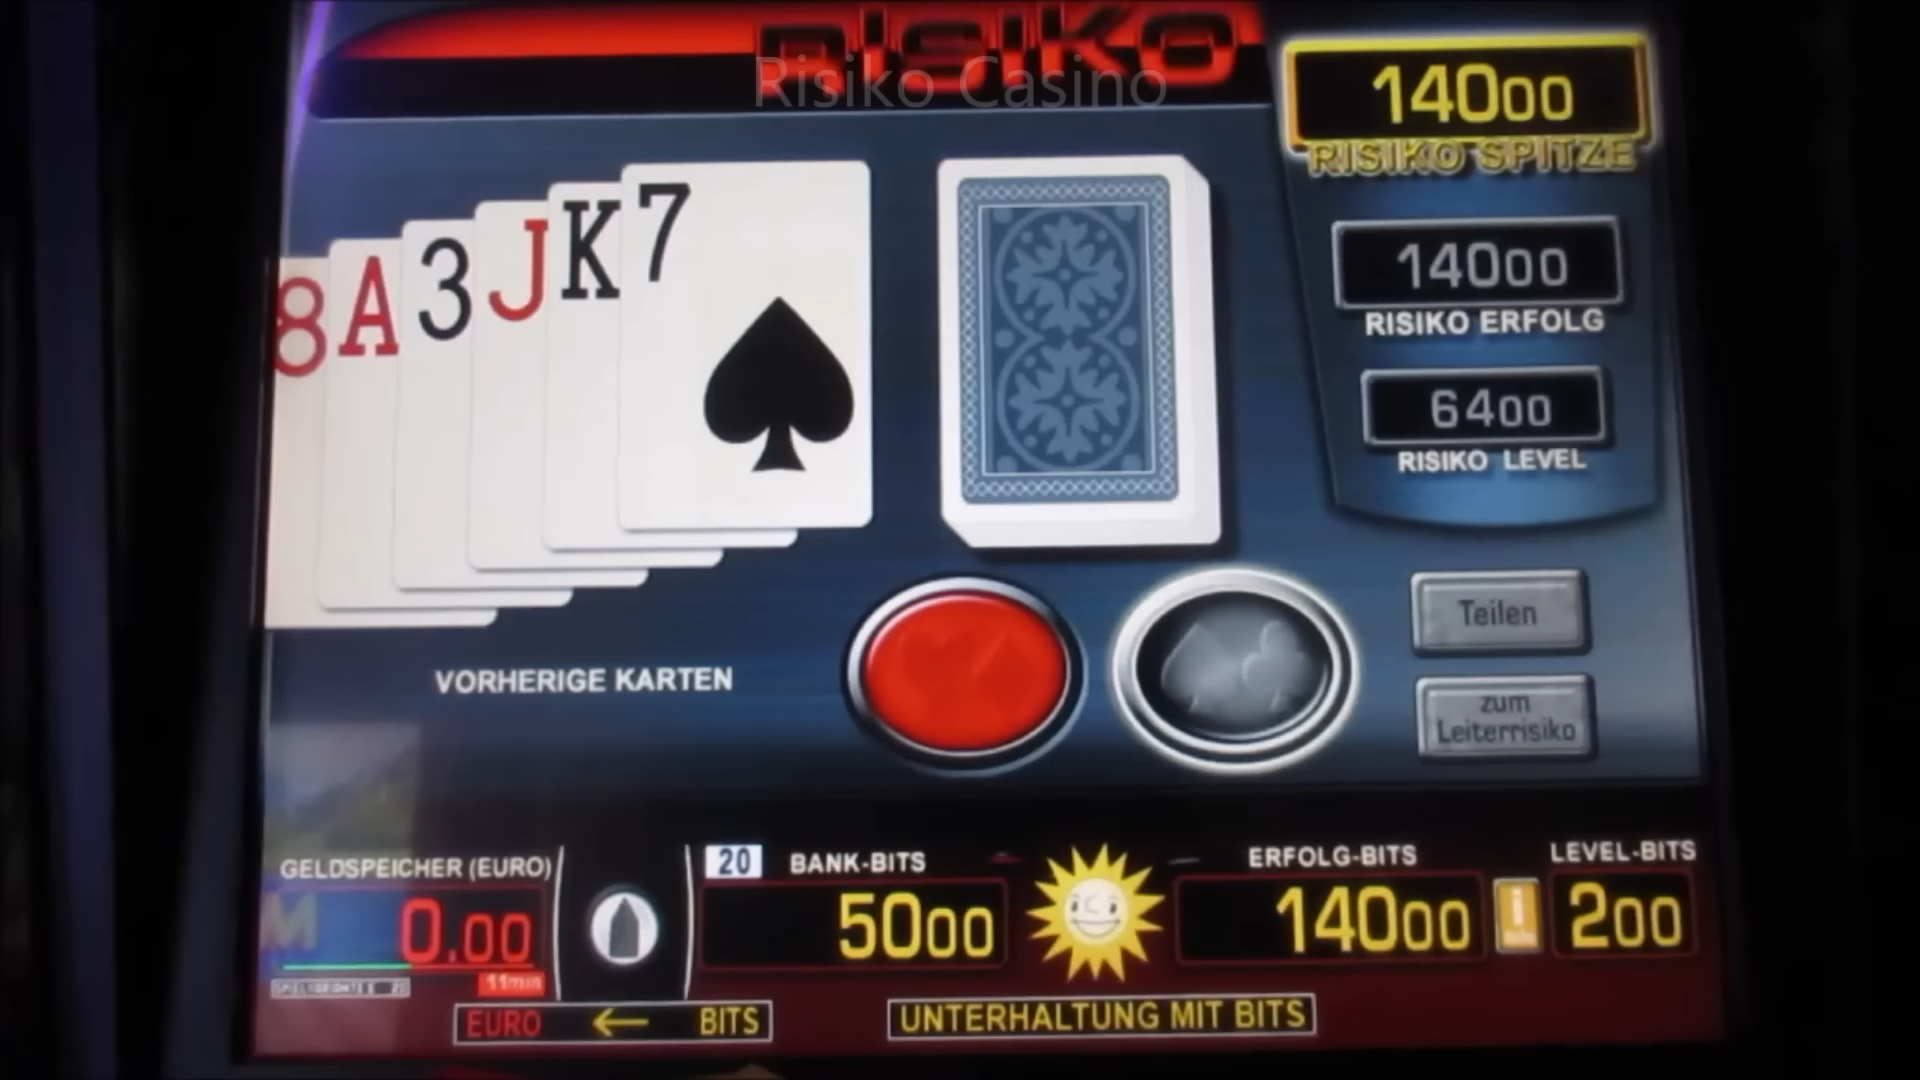 RISIKO
Risiko Casino
14000
RISIKO SPITZE
8 A 3 J K 7
14000
RISIKO ERFOLG
6400
RISIKO LEVEL
Teilen
VORHERIGE KARTEN
zum
Leiterrisiko
GELDSPEICHER (EURO)
20
BANK-BITS
ERFOLG-BITS
LEVEL-BITS
0.00
5000
14000
i
200
11min
EURO ← BITS
UNTERHALTUNG MIT BITS